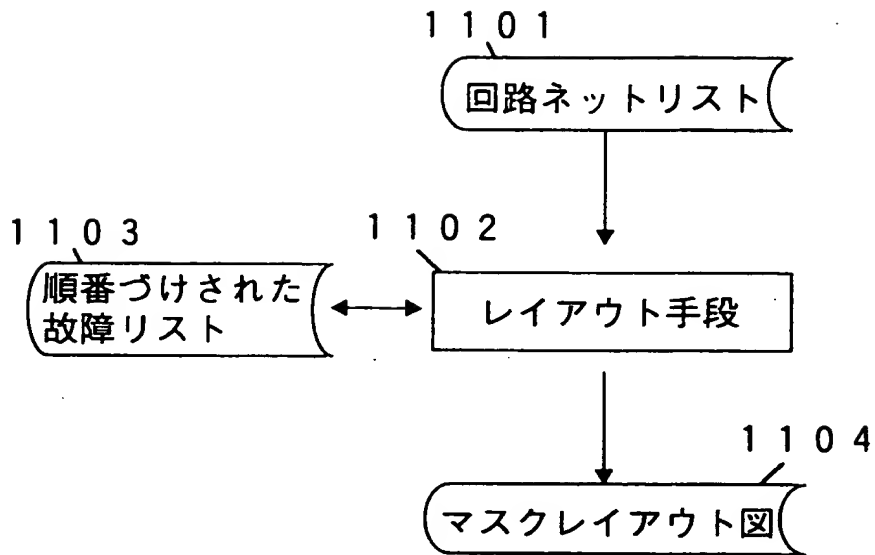 1101
回路ネットリスト
1103
1102
順番づけされた
故障リスト
レイアウト手段
1104
マスクレイアウト図